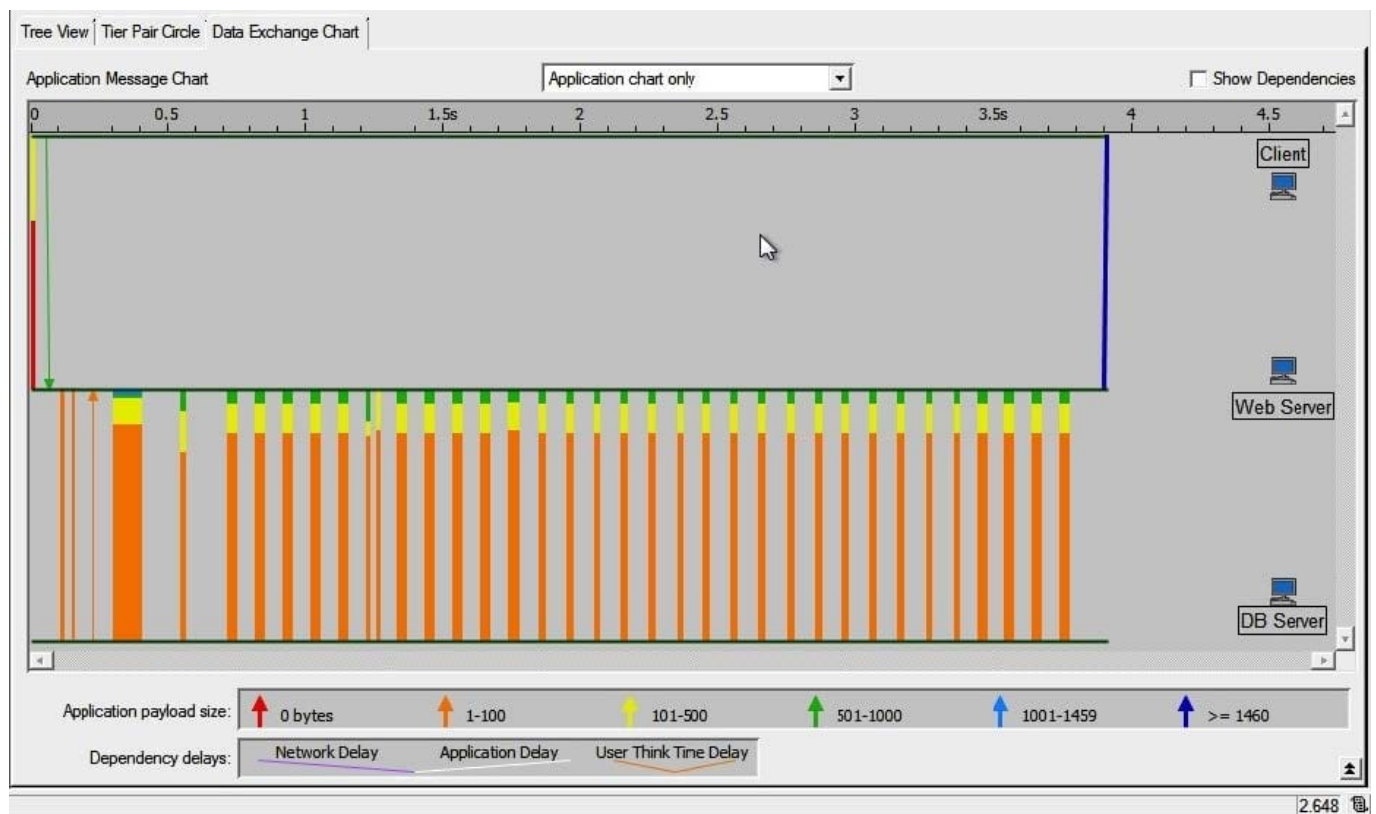 Tree View Tier Pair Circle Data Exchange Chart
Application Message Chart Application chart only Show Dependencies
0 0.5 1 1.5s 2 2.5 3 3.5s 4 4.5
Client
Web Server
DB Server
Application payload size: 0 bytes 1-100 101-500 501-1000 1001-1459 >= 1460
Dependency delays: Network Delay Application Delay User Think Time Delay
2.648